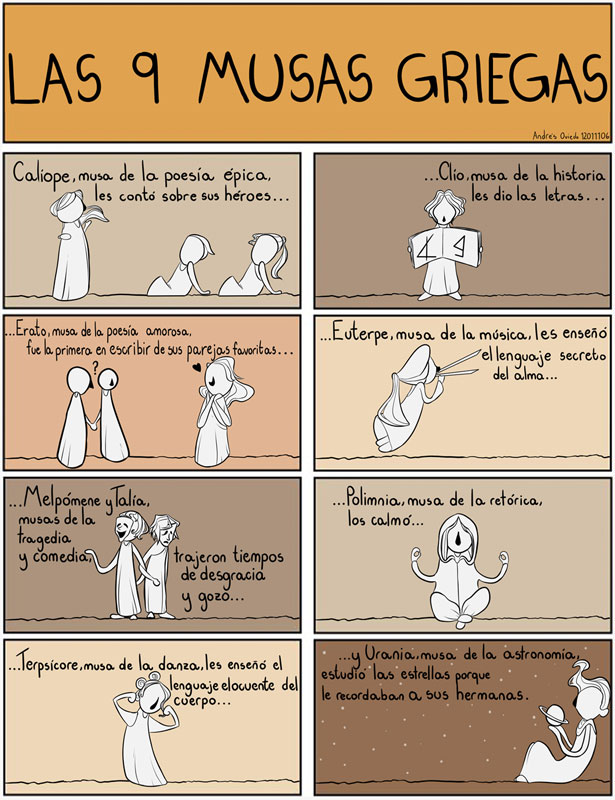 LAS 9 MUSAS GRIEGAS
Andrés Oviedo 12011106
Calíope, musa de la poesía épica,
les contó sobre sus héroes...
...Clío, musa de la historia
les dio las letras...
...Erato, musa de la poesía amorosa,
fue la primera en escribir de sus parejas favoritas...
?
...Euterpe, musa de la música, les enseñó
el lenguaje secreto
del alma...
...Melpómene y Talía,
musas de la
tragedia
y comedia,
trajeron tiempos
de desgracia
y gozo...
...Polimnia, musa de la retórica,
los calmó...
...Terpsícore, musa de la danza, les enseñó el
lenguaje elocuente del
cuerpo...
...y Urania, musa de la astronomía,
estudió las estrellas porque
le recordaban a sus hermanas.